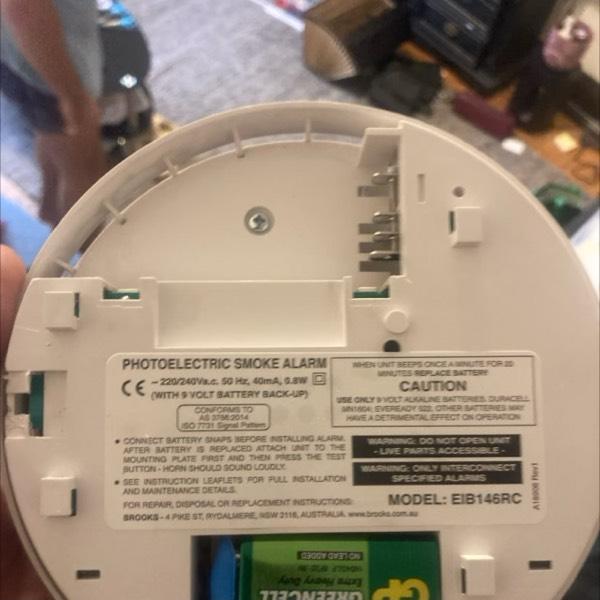 PHOTOELECTRIC SMOKE ALARM
CE ~ 220/240Va.c. 50 Hz, 40mA, 0.8W
(WITH 9 VOLT BATTERY BACK-UP)
CONFORMS TO
AS 3786:2014
ISO 7731 Signal Pattern
• CONNECT BATTERY SNAPS BEFORE INSTALLING ALARM.
AFTER BATTERY IS REPLACED ATTACH UNIT TO THE
MOUNTING PLATE FIRST AND THEN PRESS THE TEST
BUTTON - HORN SHOULD SOUND LOUDLY.
• SEE INSTRUCTION LEAFLETS FOR FULL INSTALLATION
AND MAINTENANCE DETAILS.
FOR REPAIR, DISPOSAL OR REPLACEMENT INSTRUCTIONS:
BROOKS - 4 PIKE ST, RYDALMERE, NSW 2116, AUSTRALIA. www.brooks.com.au
WHEN UNIT BEEPS ONCE A MINUTE FOR 20
MINUTES REPLACE BATTERY
CAUTION
USE ONLY 9 VOLT ALKALINE BATTERIES, DURACELL
MN1604; EVEREADY 522. OTHER BATTERIES MAY
HAVE A DETRIMENTAL EFFECT ON OPERATION
WARNING: DO NOT OPEN UNIT
- LIVE PARTS ACCESSIBLE -
WARNING: ONLY INTERCONNECT
SPECIFIED ALARMS
MODEL: EIB146RC
A18908 Rev1
NO LEAD ADDED
Extra Heavy Duty
GREENCELL
GP